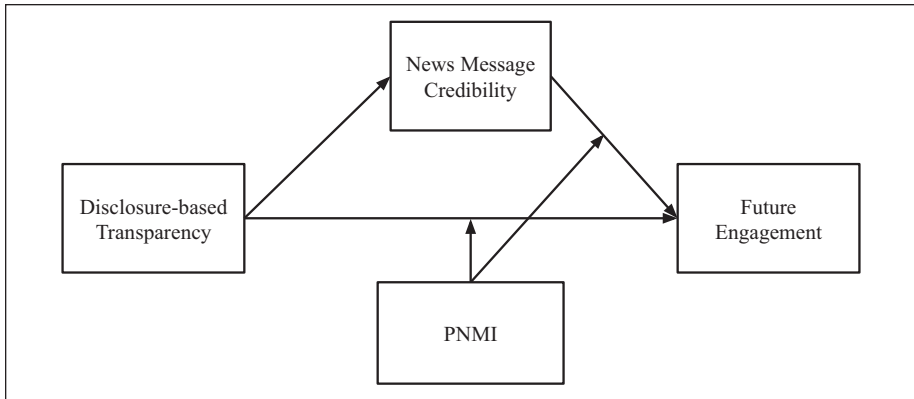 News Message
Credibility
Disclosure-based
Transparency
Future
Engagement
PNMI